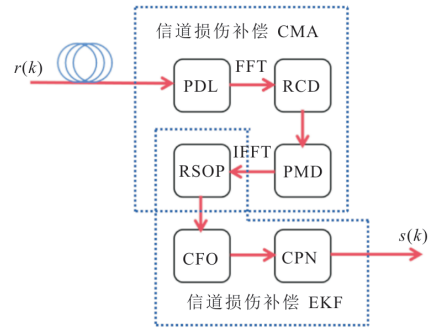 信道损伤补偿 CMA
r(k)
FFT
PDL
RCD
IFFT
RSOP
PMD
s(k)
CFO
CPN
信道损伤补偿 EKF